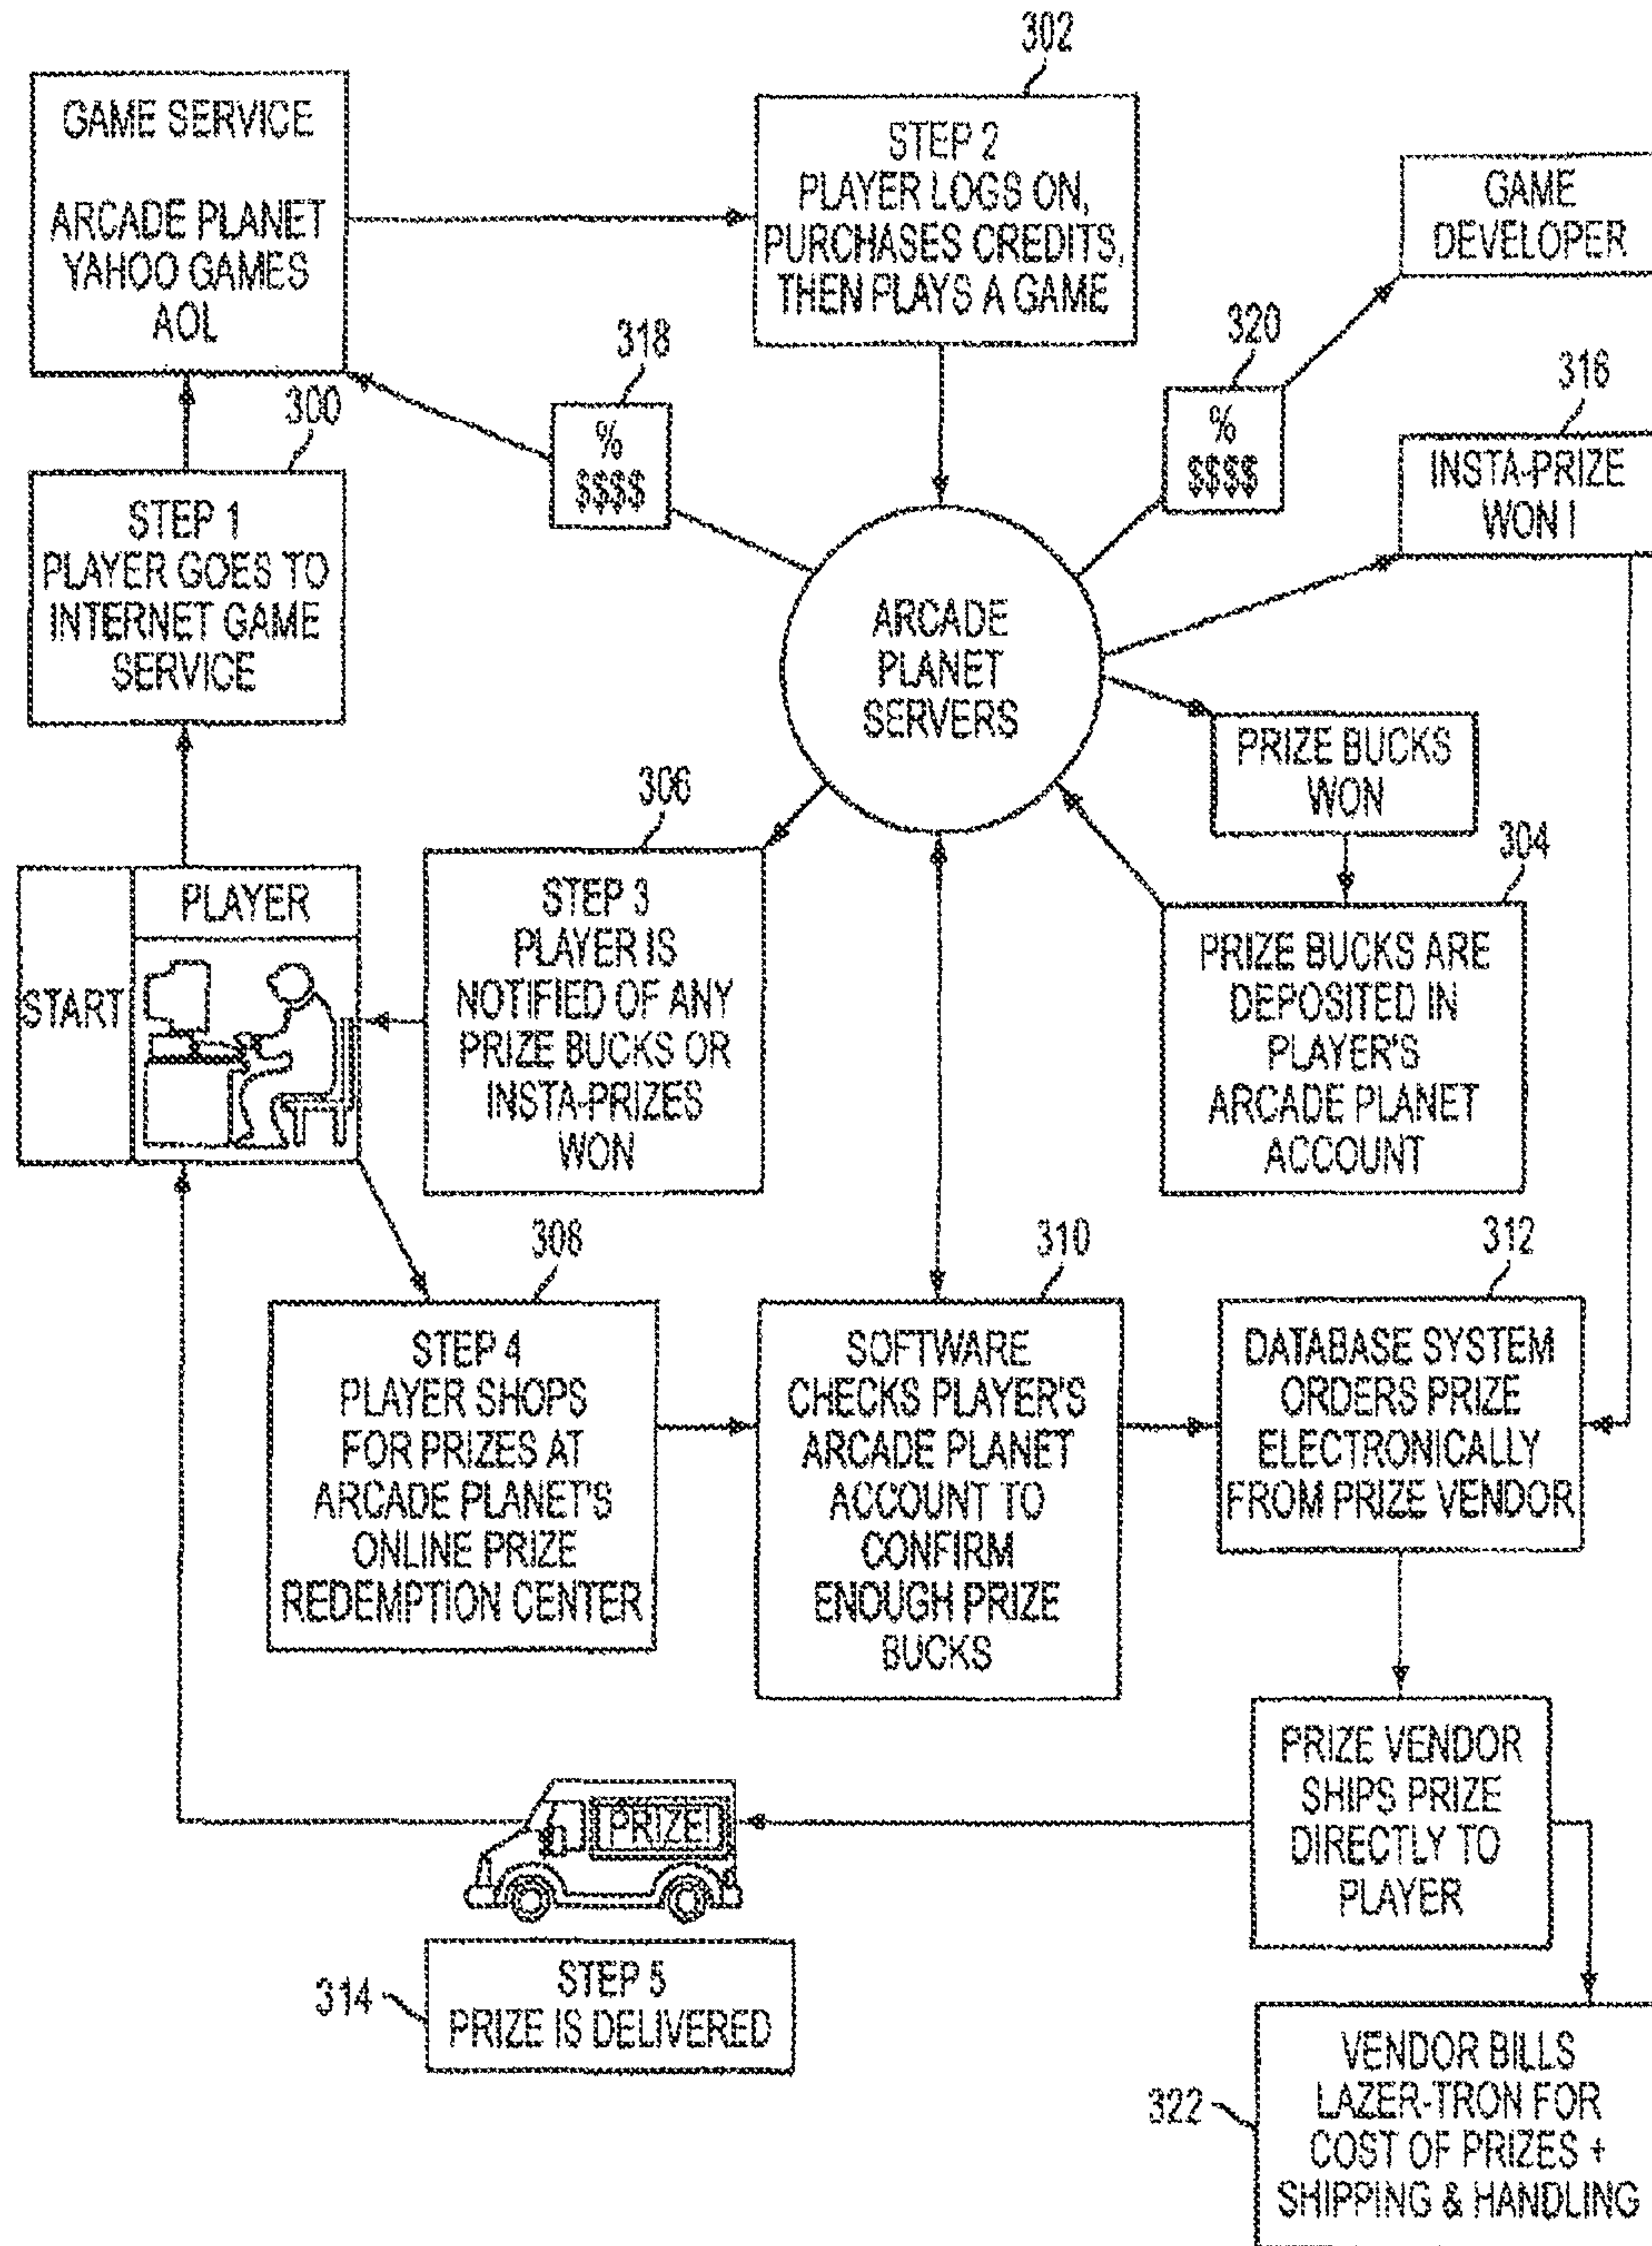 302
GAME SERVICE
ARCADE PLANET
YAHOO GAMES
AOL
STEP 2
PLAYER LOGS ON,
PURCHASES CREDITS,
THEN PLAYS A GAME
GAME
DEVELOPER
318
%
$$$$
320
%
$$$$
316
INSTA-PRIZE
WON !
300
STEP 1
PLAYER GOES TO
INTERNET GAME
SERVICE
ARCADE
PLANET
SERVERS
PRIZE BUCKS
WON
304
PRIZE BUCKS ARE
DEPOSITED IN
PLAYER'S
ARCADE PLANET
ACCOUNT
306
STEP 3
PLAYER IS
NOTIFIED OF ANY
PRIZE BUCKS OR
INSTA-PRIZES
WON
START
PLAYER
308
STEP 4
PLAYER SHOPS
FOR PRIZES AT
ARCADE PLANET'S
ONLINE PRIZE
REDEMPTION CENTER
310
SOFTWARE
CHECKS PLAYER'S
ARCADE PLANET
ACCOUNT TO
CONFIRM
ENOUGH PRIZE
BUCKS
312
DATABASE SYSTEM
ORDERS PRIZE
ELECTRONICALLY
FROM PRIZE VENDOR
PRIZE VENDOR
SHIPS PRIZE
DIRECTLY TO
PLAYER
PRIZE!
314
STEP 5
PRIZE IS DELIVERED
322
VENDOR BILLS
LAZER-TRON FOR
COST OF PRIZES +
SHIPPING & HANDLING